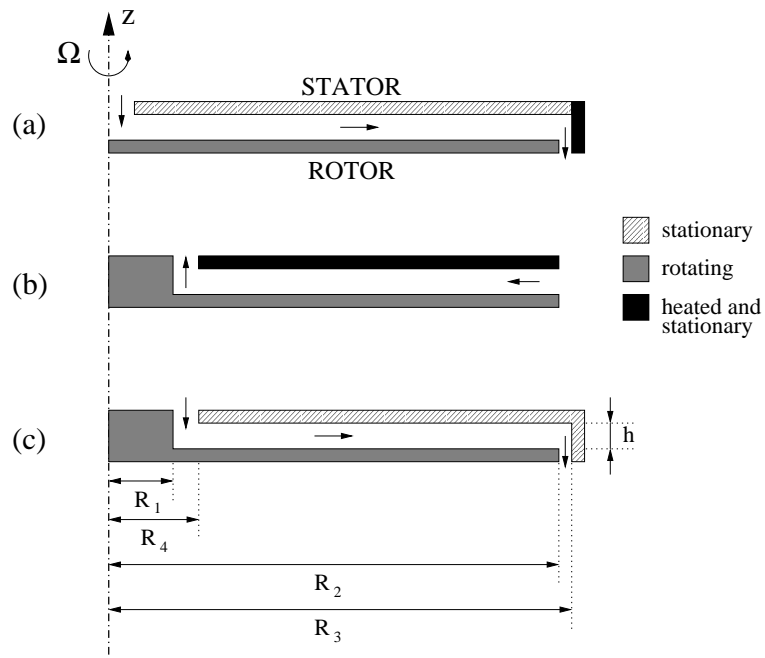 z
Ω
STATOR
(a)
ROTOR
stationary
(b)
rotating
heated and
stationary
(c)
h
R 1
R 4
R 2
R 3